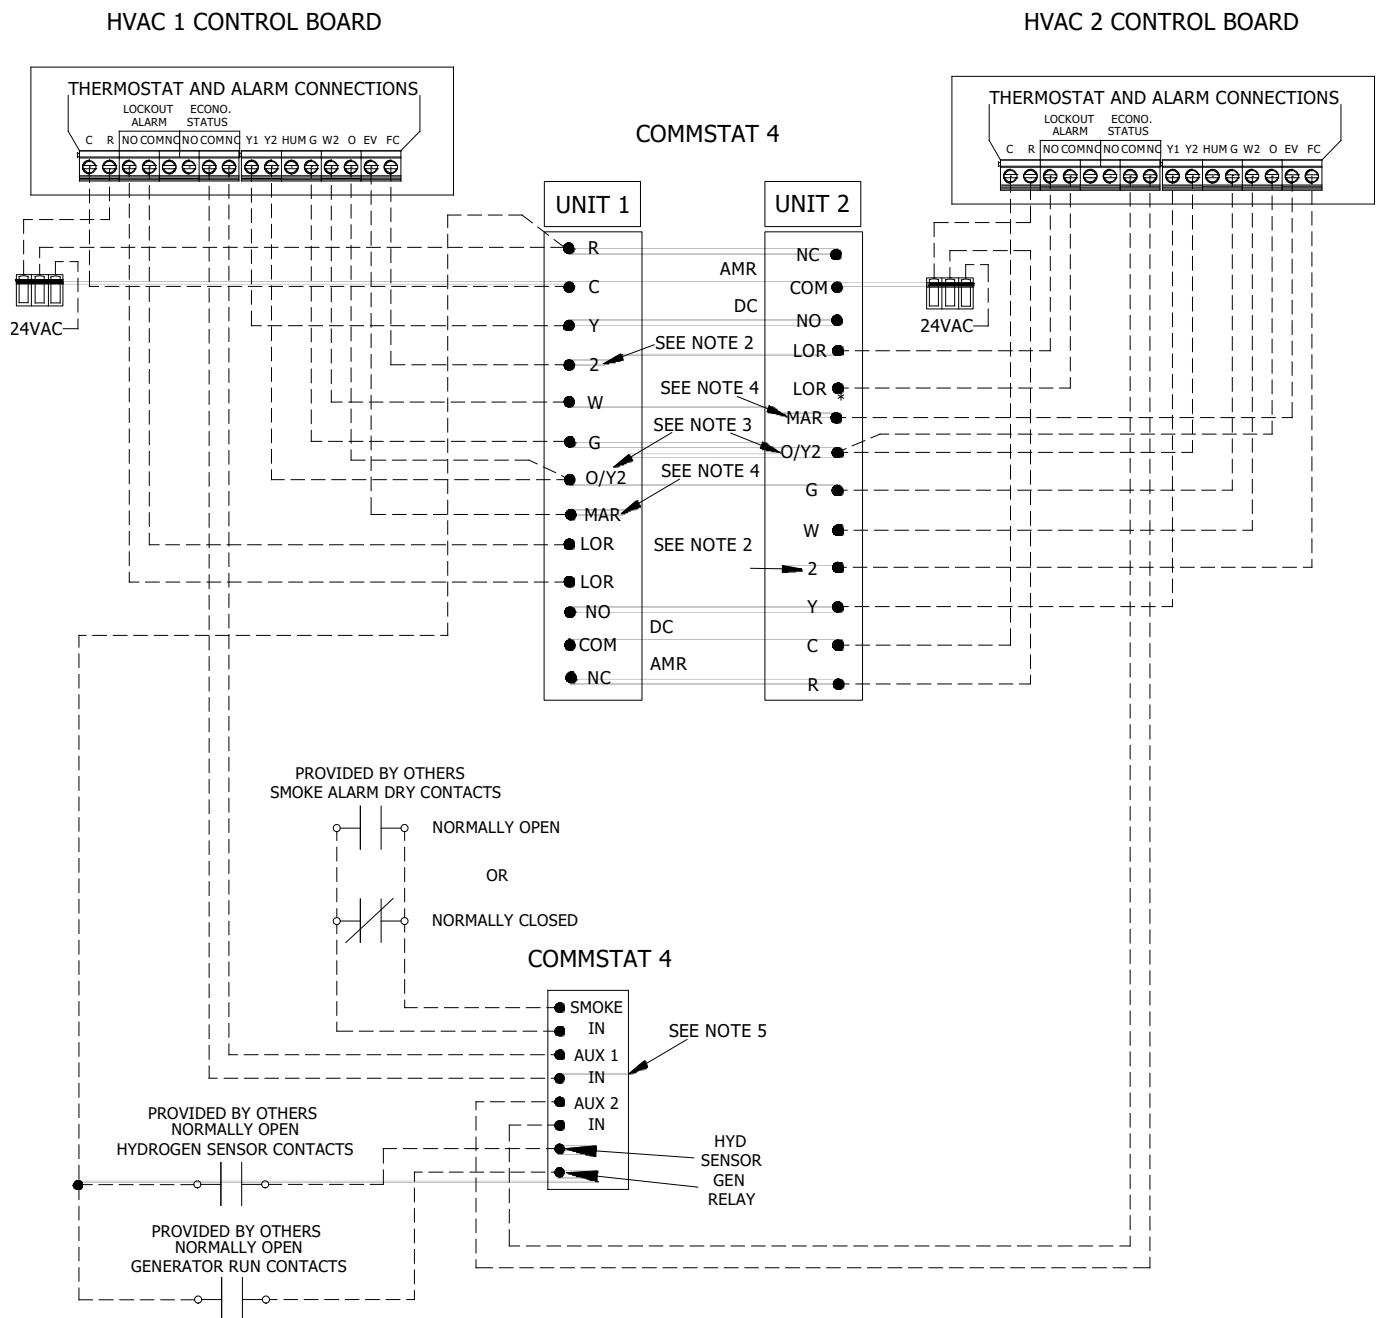 HVAC 1 CONTROL BOARD
HVAC 2 CONTROL BOARD
THERMOSTAT AND ALARM CONNECTIONS
LOCKOUT ECONO.
ALARM STATUS
C R NO COM NC NO COM NC Y1 Y2 HUM G W2 O EV FC
THERMOSTAT AND ALARM CONNECTIONS
LOCKOUT ECONO.
ALARM STATUS
C R NO COM NC NO COM NC Y1 Y2 HUM G W2 O EV FC
COMMSTAT 4
UNIT 1
UNIT 2
24VAC
24VAC
R
C
Y
2
W
G
O/Y2
MAR
LOR
LOR
NO
COM
NC
AMR
DC
SEE NOTE 2
SEE NOTE 4
SEE NOTE 3
SEE NOTE 4
SEE NOTE 2
DC
AMR
NC
COM
NO
LOR
LOR
*
MAR
O/Y2
G
W
2
Y
C
R
PROVIDED BY OTHERS
SMOKE ALARM DRY CONTACTS
NORMALLY OPEN
OR
NORMALLY CLOSED
COMMSTAT 4
SMOKE
IN
AUX 1
IN
AUX 2
IN
SEE NOTE 5
HYD
SENSOR
GEN
RELAY
PROVIDED BY OTHERS
NORMALLY OPEN
HYDROGEN SENSOR CONTACTS
PROVIDED BY OTHERS
NORMALLY OPEN
GENERATOR RUN CONTACTS